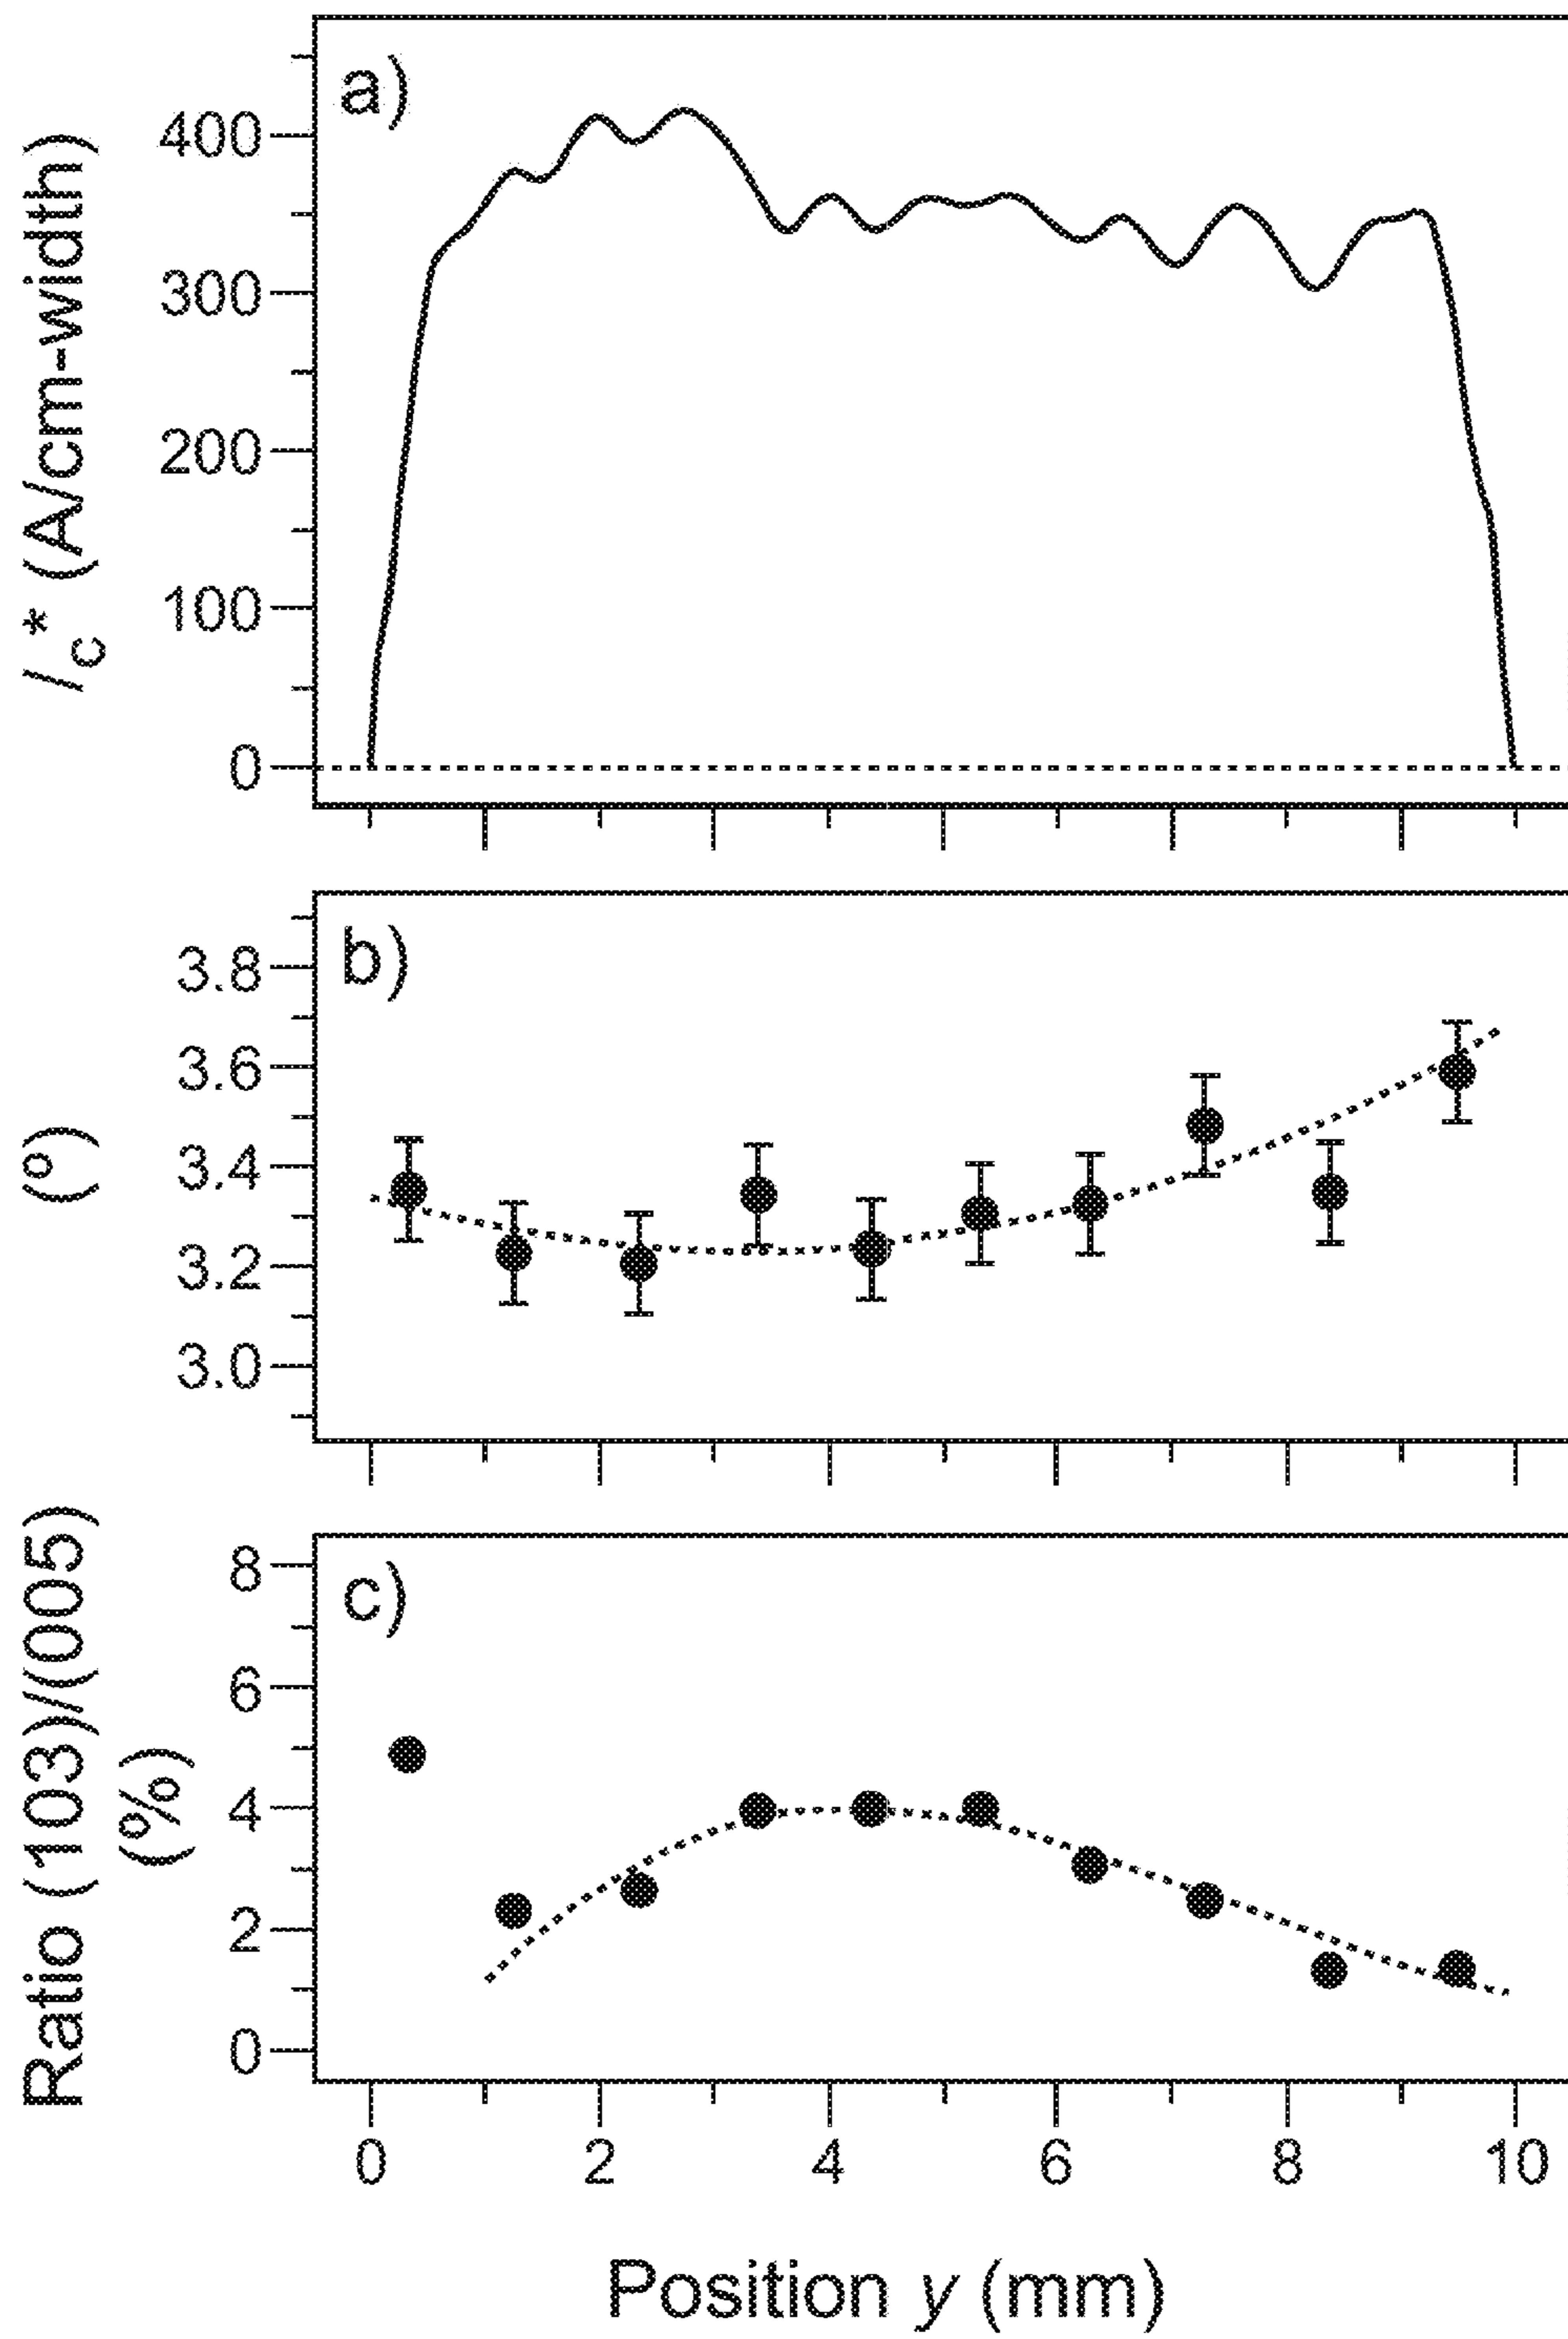 a)
I_c* (A/cm-width)
400
300
200
100
0
b)
(º)
3.8
3.6
3.4
3.2
3.0
c)
Ratio (103)/(005)
(%)
8
6
4
2
0
0 2 4 6 8 10
Position y (mm)